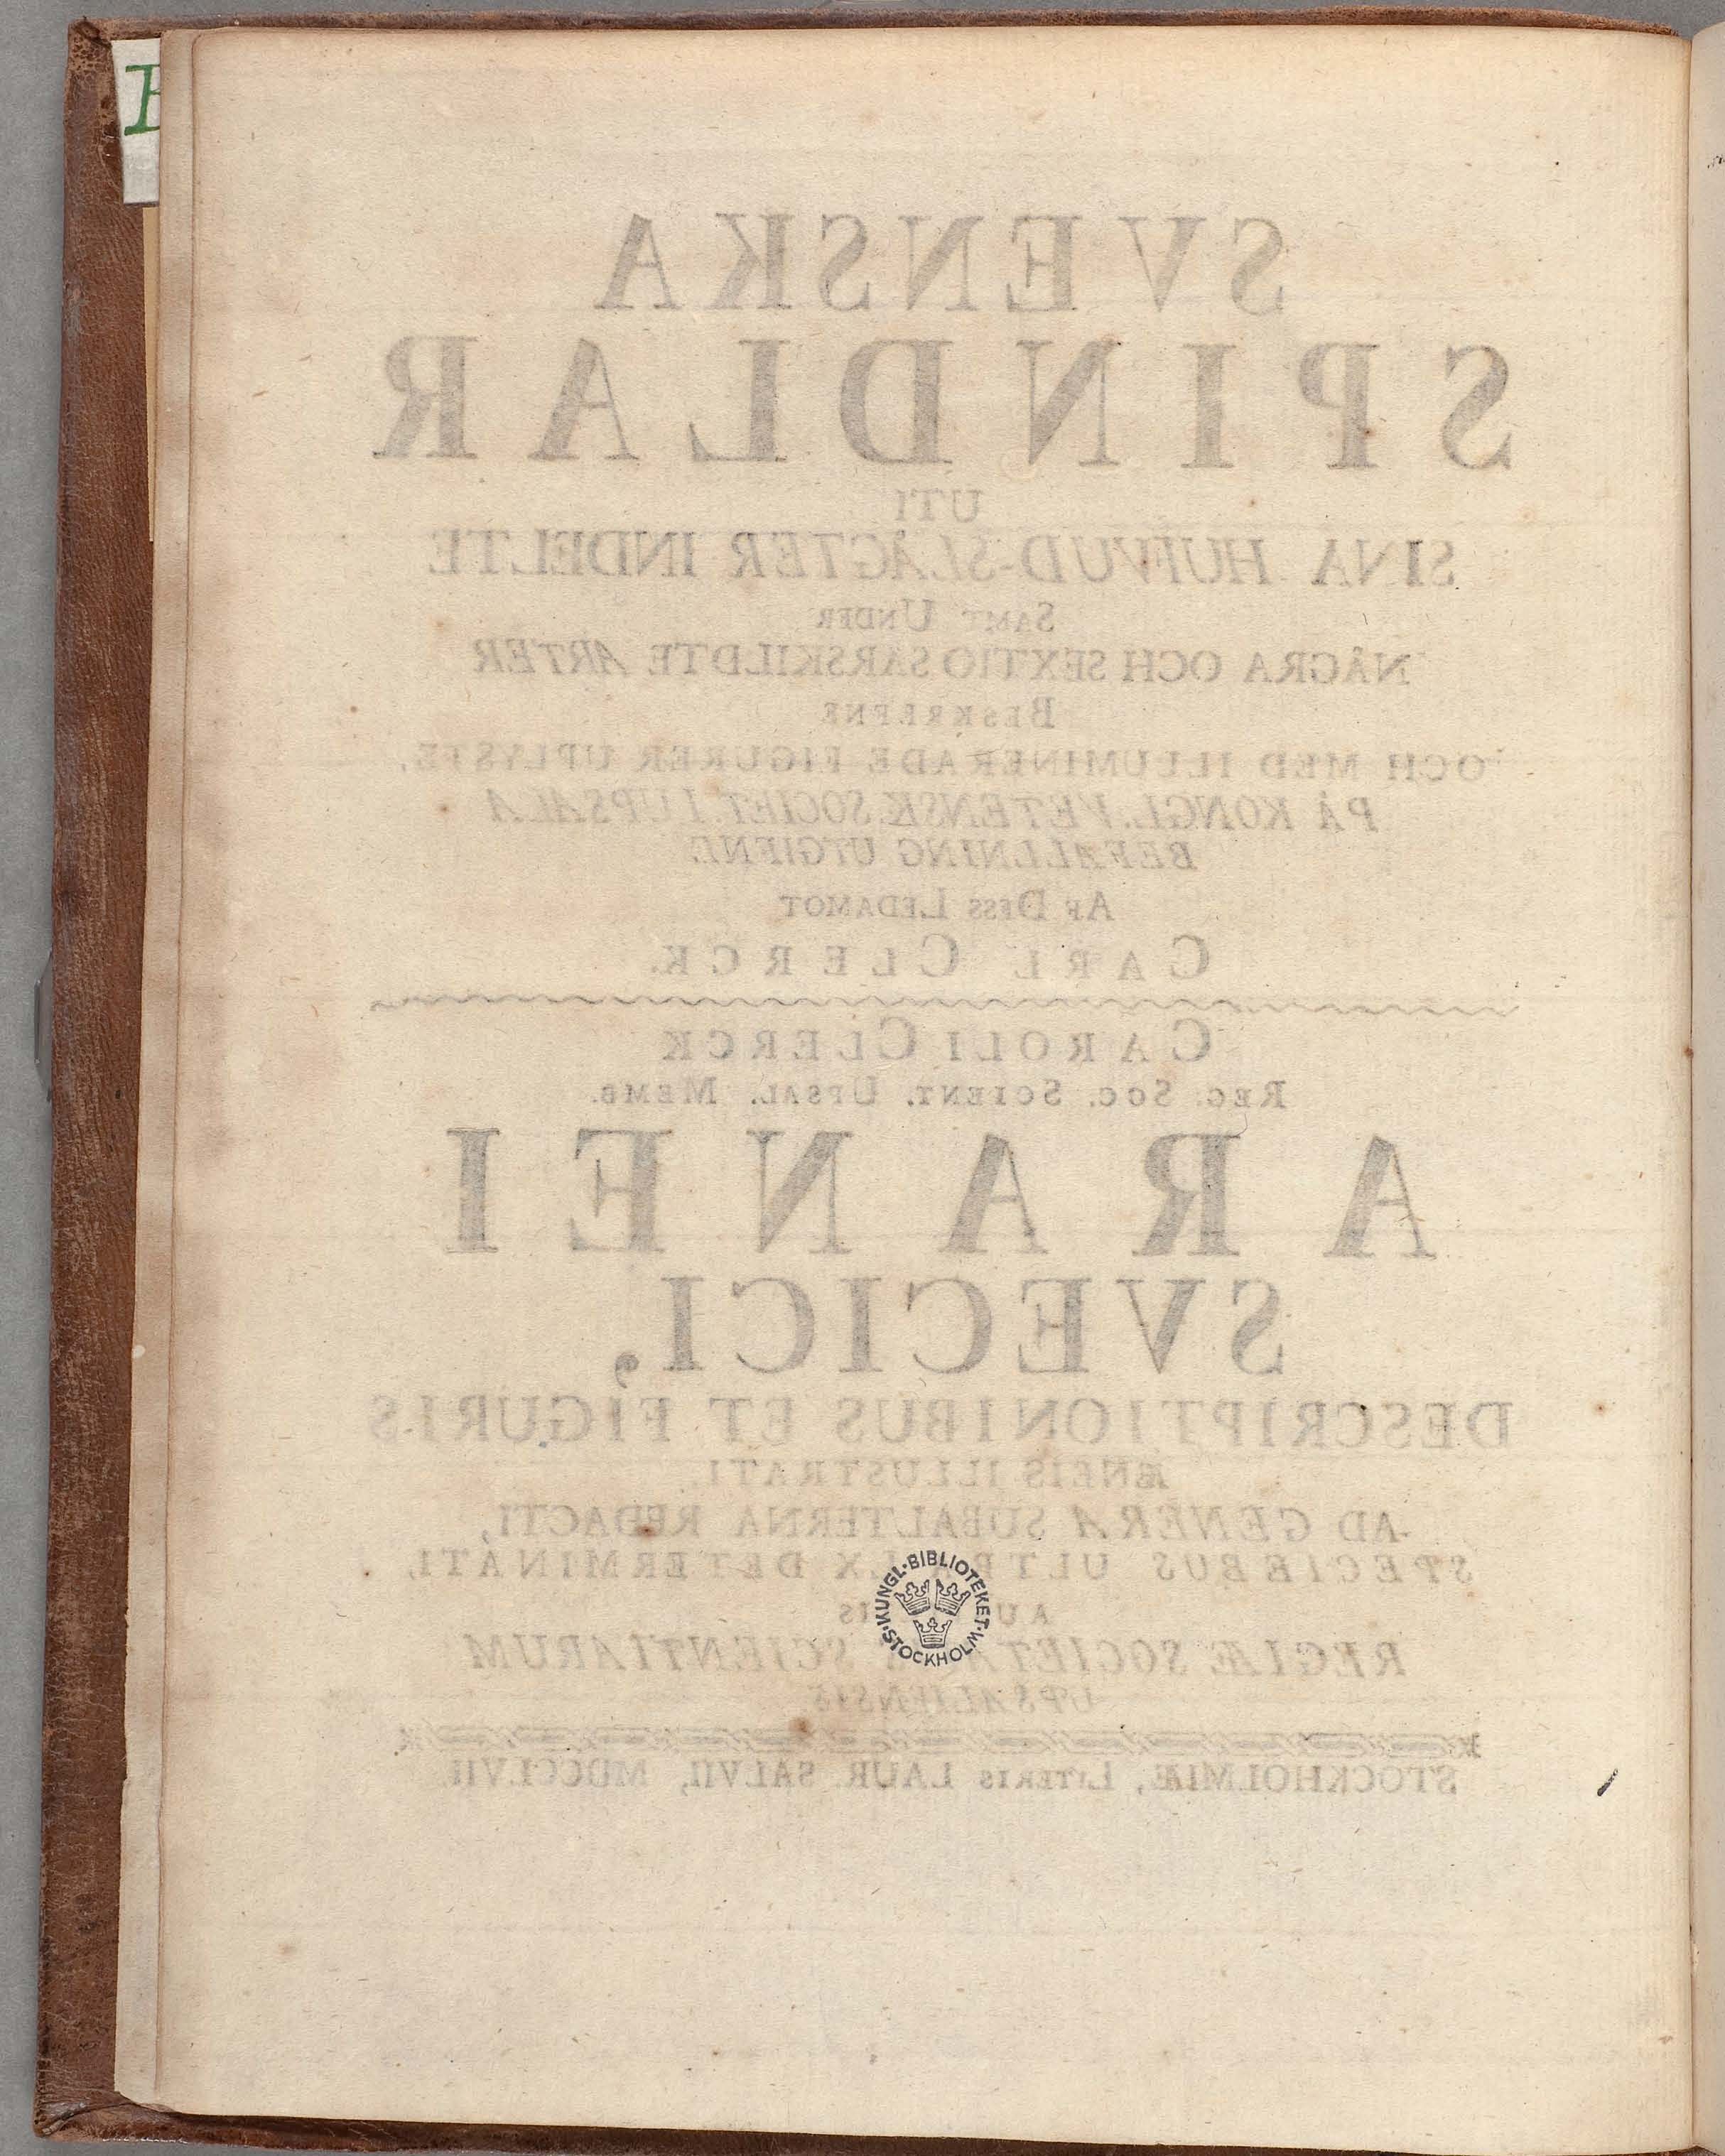 SVENSKA
SPINDLAR
UTI
SINA HUFVUD-SLÄGTER INDELTE
SAMT UNDER
NÅGRA OCH SEXTIO SÄRSKILDTE ARTER
BESKREFNE
OCH MED ILLUMINERADE FIGURER UPLYSTE,
PÅ KONGL. VETENSK. SOCIET. I UPSALA
BEFALLNING UTGIFNE
AF DESS LEDAMOT
CARL CLERCK.
CAROLI CLERCK
REG. SOC. SCIENT. UPSAL. MEMB.
ARANEI
SVECICI,
DESCRIPTIONIBUS ET FIGURIS
ÆNEIS ILLUSTRATI,
AD GENERA SUBALTERNA REDACTI,
SPECIEBUS ULTRA LX DETERMINATI,
REGIÆ SOCIETATIS SCIENTIARUM
UPSALIENSIS
STOCKHOLMIÆ, LITERIS LAUR. SALVII, MDCCLVII
KUNGL·BIBLIOTEKET·STOCKHOLM